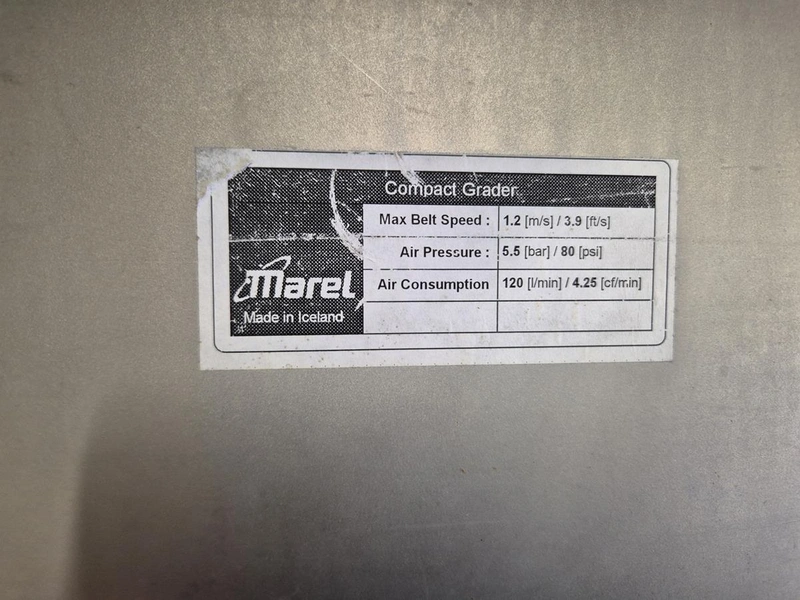 Compact Grader
Max Belt Speed : 1.2 [m/s] / 3.9 [ft/s]
Air Pressure : 5.5 [bar] / 80 [psi]
Air Consumption 120 [l/min] / 4.25 [cf/min]
marel
Made in Iceland